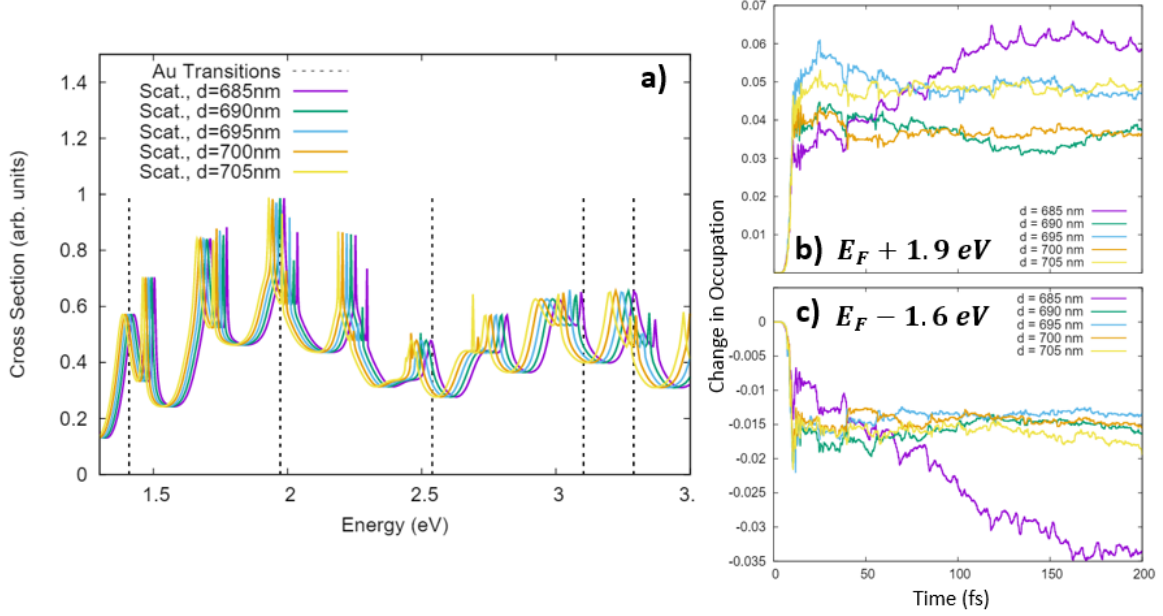 a)
Au Transitions
Scat., d=685nm
Scat., d=690nm
Scat., d=695nm
Scat., d=700nm
Scat., d=705nm
1.4
1.2
1
0.8
0.6
0.4
0.2
0
Cross Section (arb. units)
1.5
2
2.5
3
3.
Energy (eV)
0.07
0.06
0.05
0.04
0.03
0.02
0.01
b) E_F + 1.9 eV
d = 685 nm
d = 690 nm
d = 695 nm
d = 700 nm
d = 705 nm
Change in Occupation
c) E_F − 1.6 eV
d = 685 nm
d = 690 nm
d = 695 nm
d = 700 nm
d = 705 nm
0
-0.005
-0.01
-0.015
-0.02
-0.025
-0.03
-0.035
0
50
100
150
200
Time (fs)